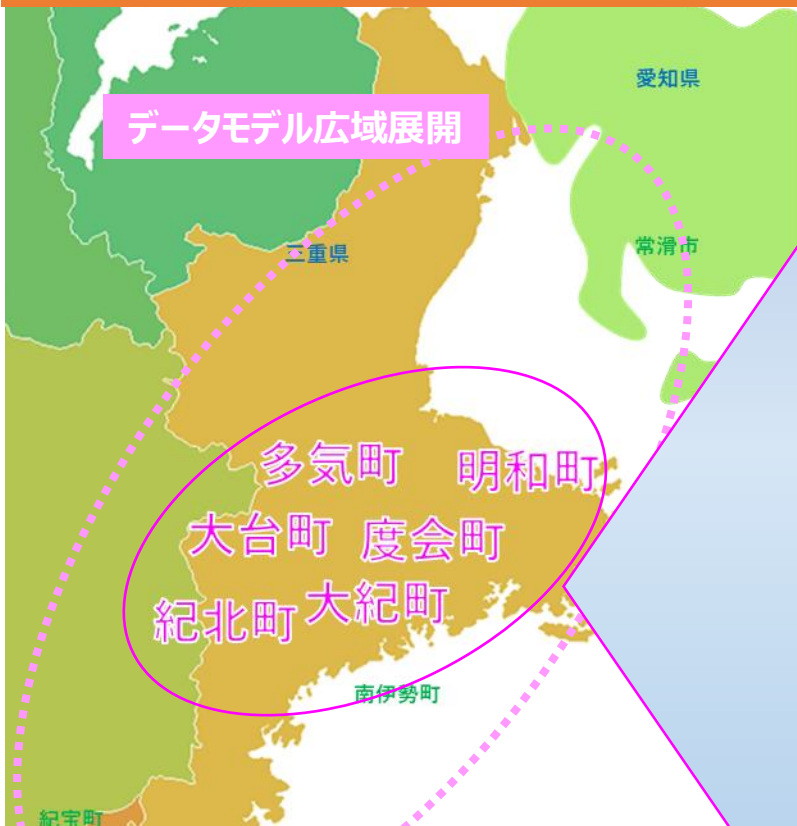 愛知県
データモデル広域展開
三重県
常滑市
多気町
明和町
大台町
度会町
紀北町
大紀町
南伊勢町
紀宝町